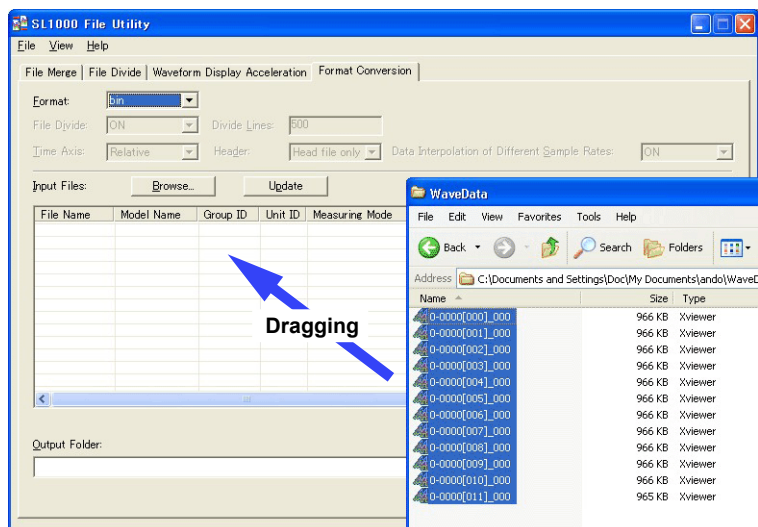 SL1000 File Utility
File View Help
File Merge File Divide Waveform Display Acceleration Format Conversion
Format: bin
File Divide: ON Divide Lines: 500
Time Axis: Relative Header: Head file only Data Interpolation of Different Sample Rates: ON
Input Files: Browse... Update
File Name Model Name Group ID Unit ID Measuring Mode
Dragging
Output Folder:
WaveData
File Edit View Favorites Tools Help
Back Search Folders
Address C:\Documents and Settings\Doc\My Documents\ando\WaveD
Name Size Type
0-0000[000]_000 966 KB Xviewer
0-0000[001]_000 966 KB Xviewer
0-0000[002]_000 966 KB Xviewer
0-0000[003]_000 966 KB Xviewer
0-0000[004]_000 966 KB Xviewer
0-0000[005]_000 966 KB Xviewer
0-0000[006]_000 966 KB Xviewer
0-0000[007]_000 966 KB Xviewer
0-0000[008]_000 966 KB Xviewer
0-0000[009]_000 966 KB Xviewer
0-0000[010]_000 966 KB Xviewer
0-0000[011]_000 965 KB Xviewer